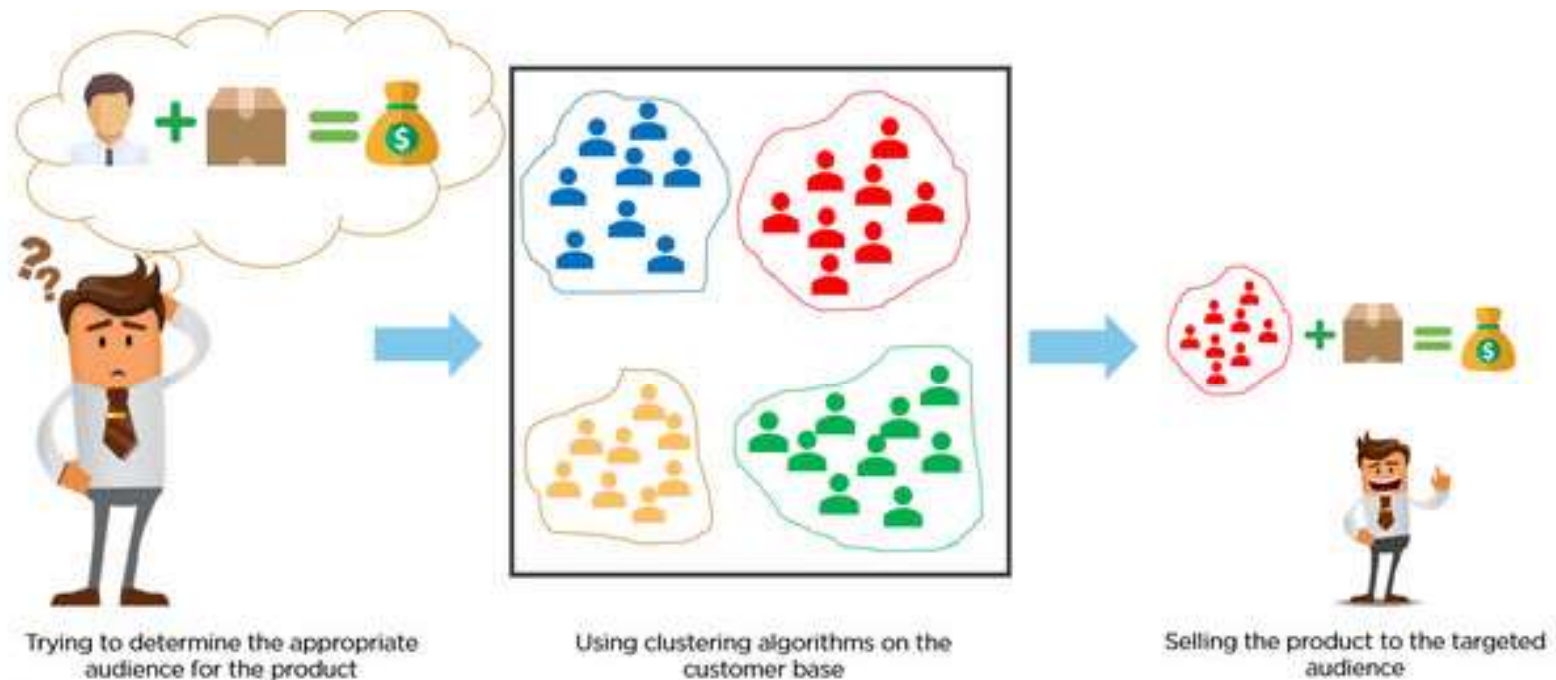 $
??
Trying to determine the appropriate
audience for the product
Using clustering algorithms on the
customer base
$
Selling the product to the targeted
audience